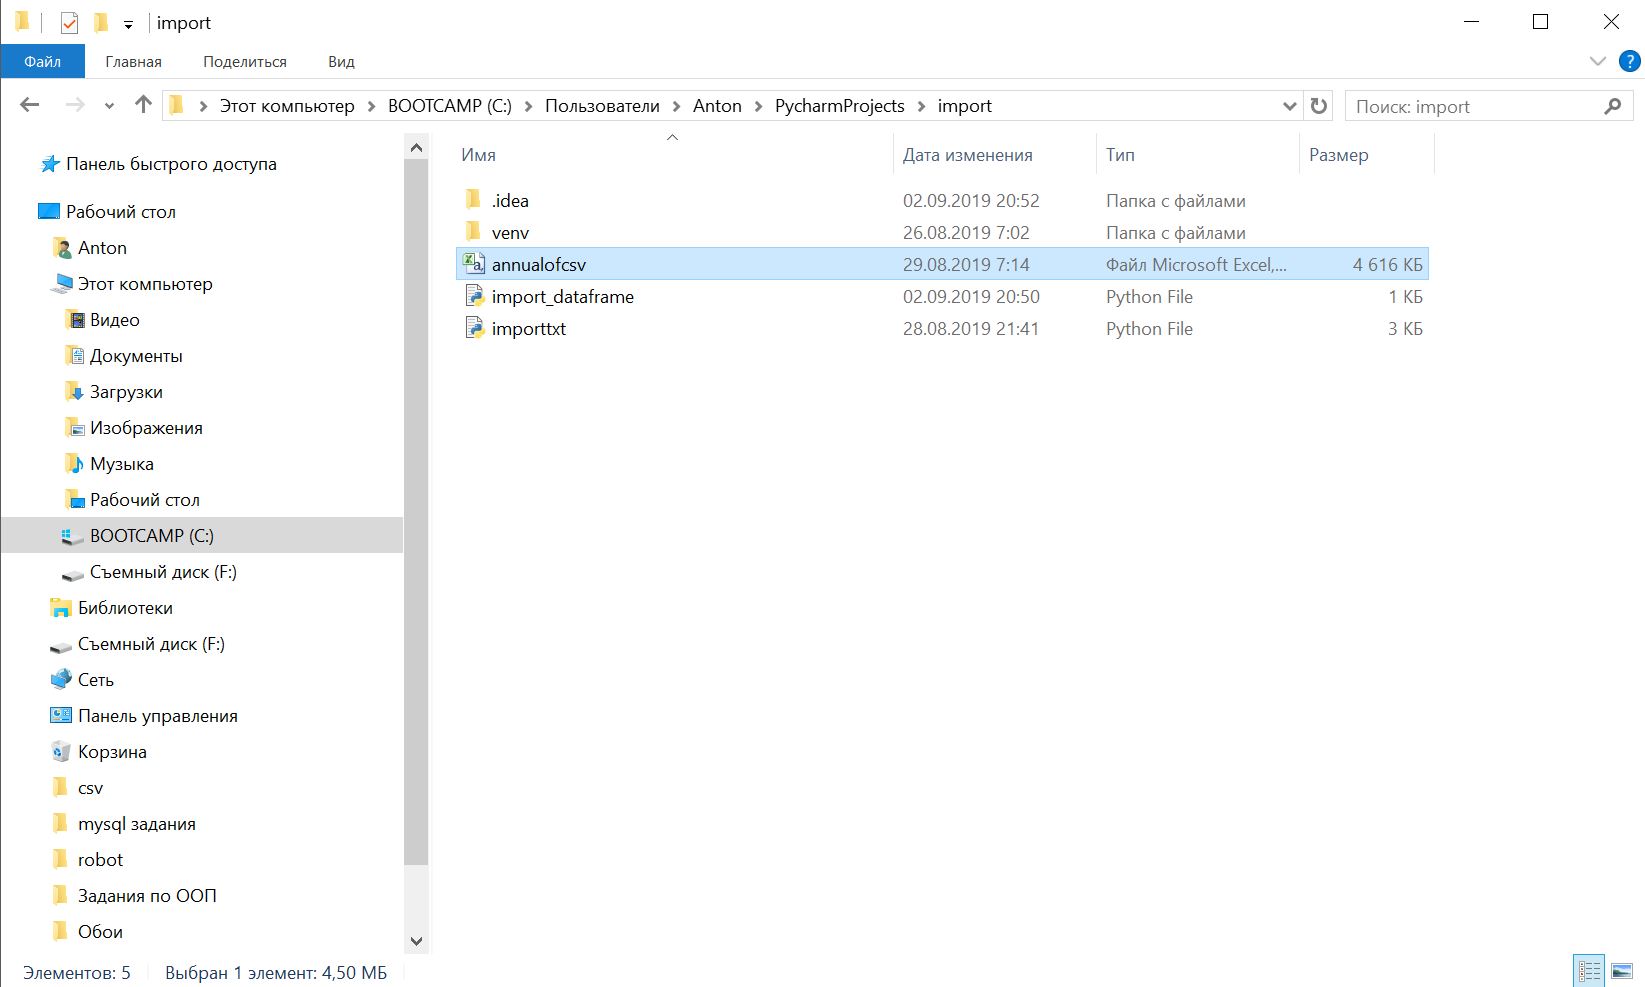 import
Файл Главная Поделиться Вид
Этот компьютер BOOTCAMP (C:) Пользователи Anton PycharmProjects import
Поиск: import
Панель быстрого доступа
Рабочий стол
Anton
Этот компьютер
Видео
Документы
Загрузки
Изображения
Музыка
Рабочий стол
BOOTCAMP (C:)
Съемный диск (F:)
Библиотеки
Съемный диск (F:)
Сеть
Панель управления
Корзина
csv
mysql задания
robot
Задания по ООП
Обои
Имя Дата изменения Тип Размер
.idea 02.09.2019 20:52 Папка с файлами
venv 26.08.2019 7:02 Папка с файлами
annualofcsv 29.08.2019 7:14 Файл Microsoft Excel,... 4 616 КБ
import_dataframe 02.09.2019 20:50 Python File 1 КБ
importtxt 28.08.2019 21:41 Python File 3 КБ
Элементов: 5 Выбран 1 элемент: 4,50 МБ